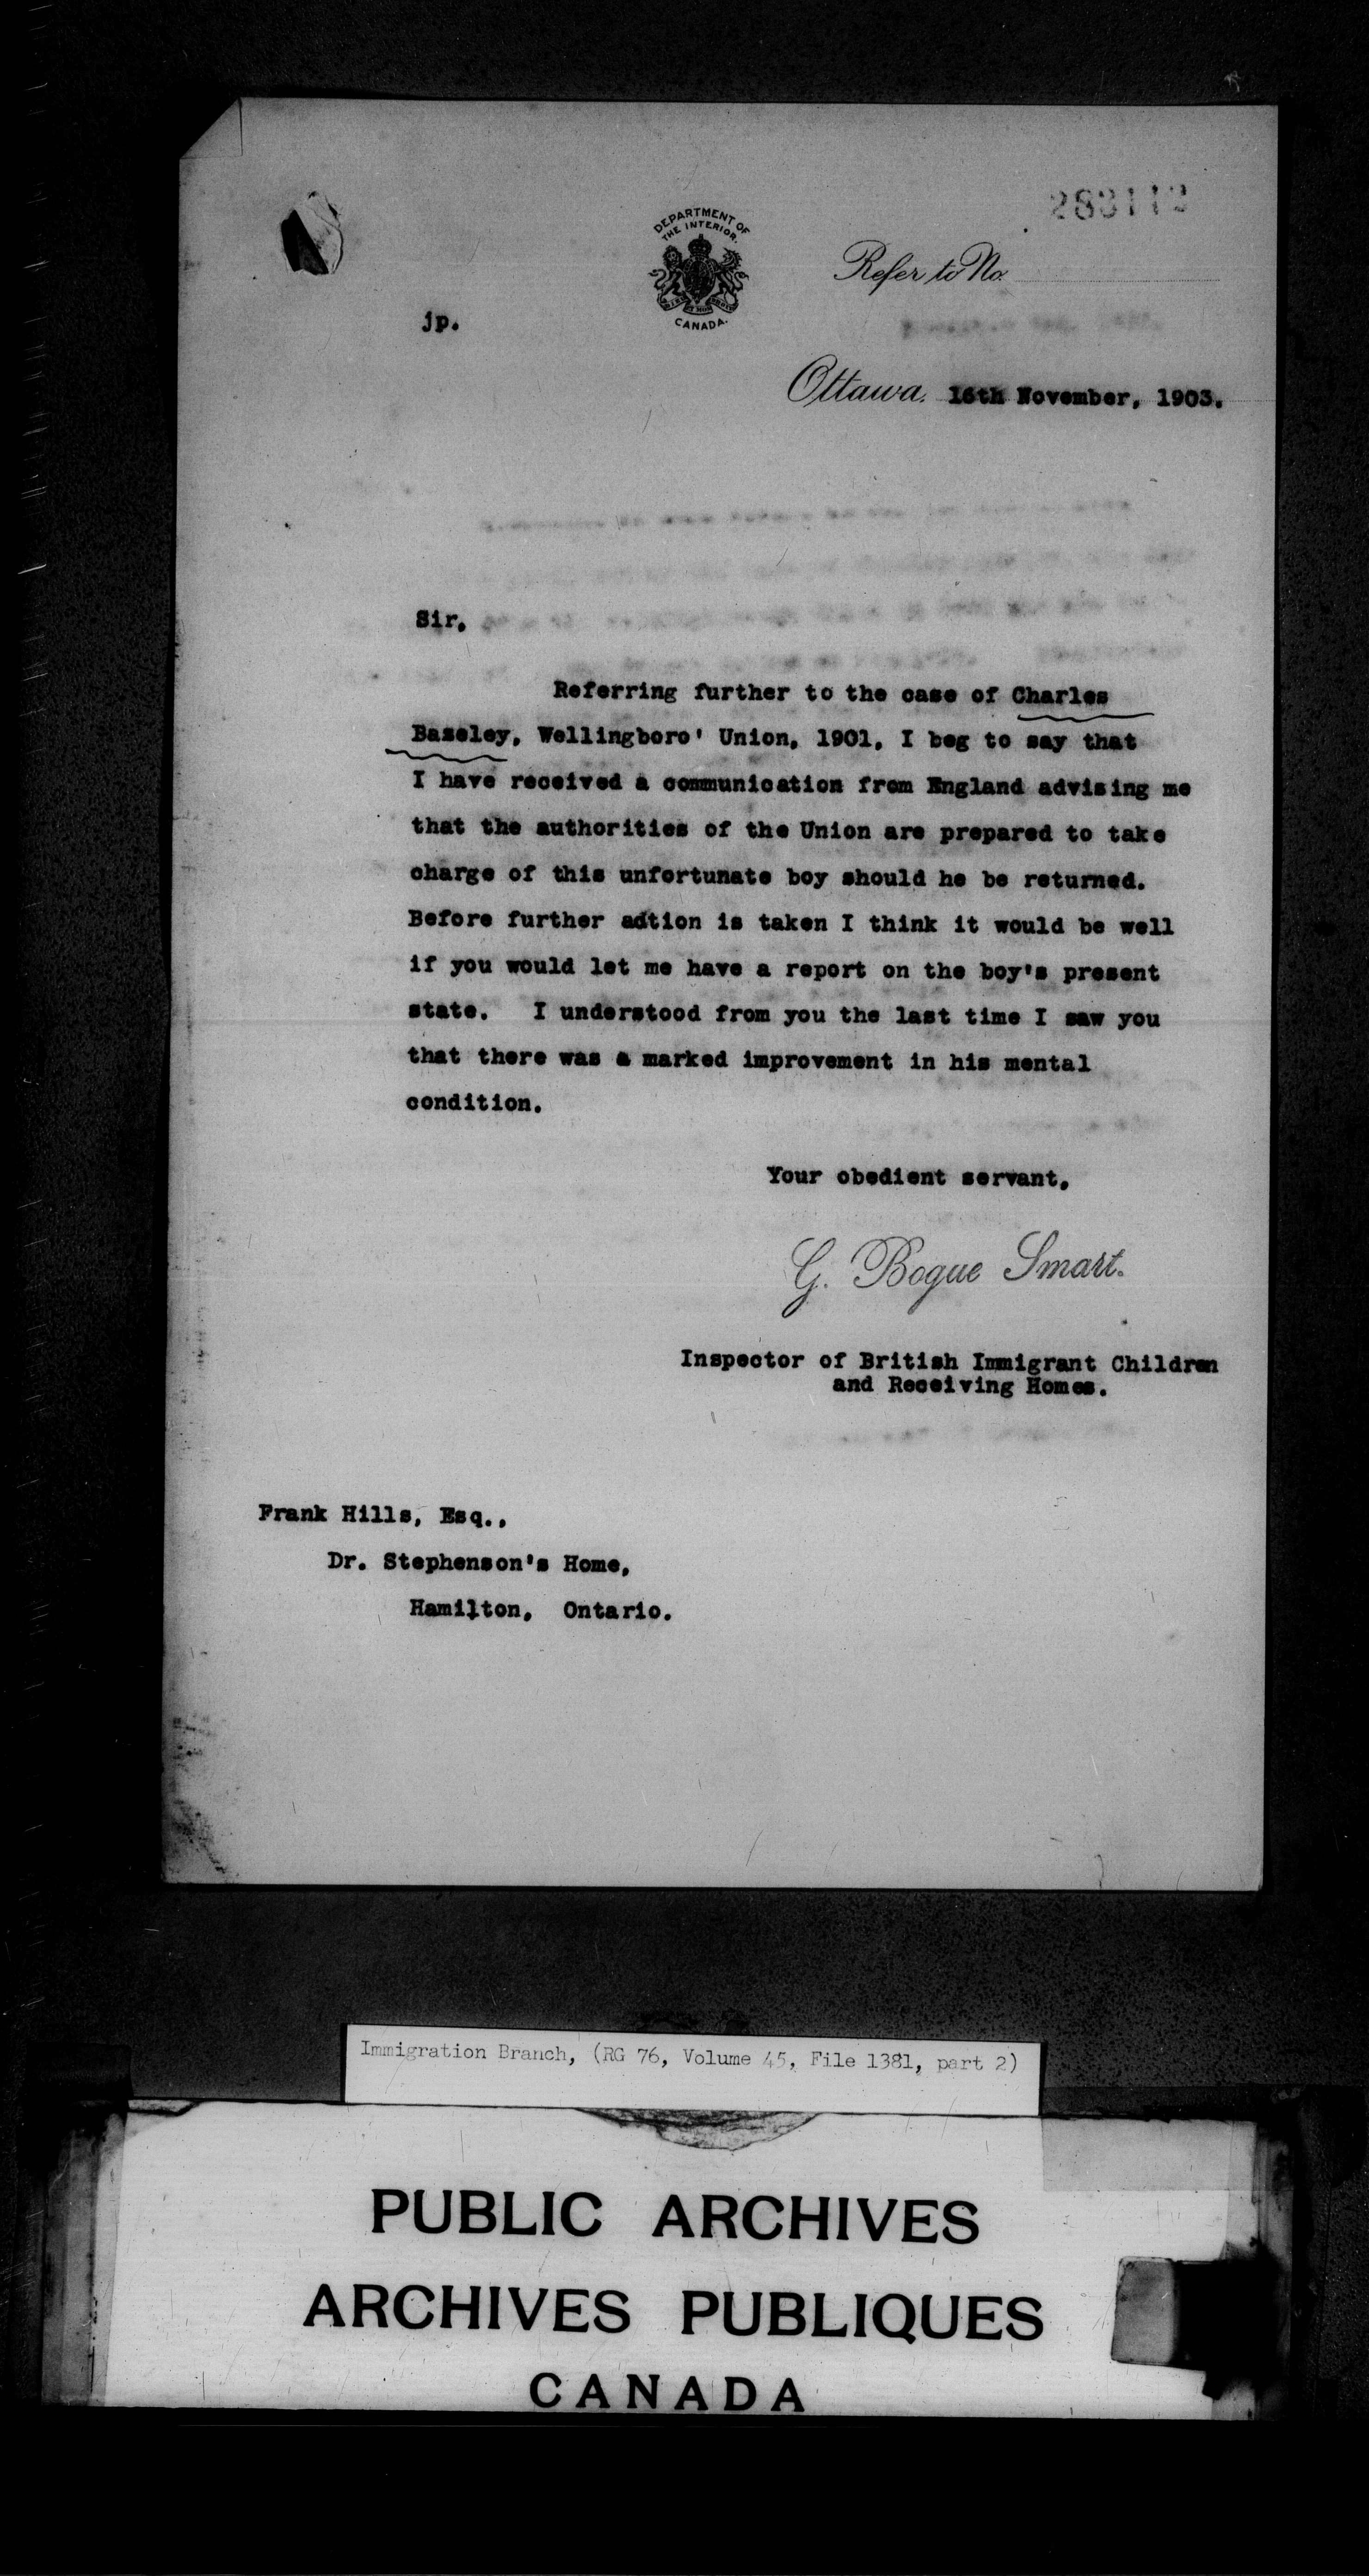 283112
DEPARTMENT OF
THE INTERIOR.
CANADA.
Refer to No.
jp.
Ottawa, 16th November, 1903.
Sir,
Referring further to the case of Charles
Bazeley, Wellingboro' Union, 1901, I beg to say that
I have received a communication from England advising me
that the authorities of the Union are prepared to take
charge of this unfortunate boy should he be returned.
Before further adtion is taken I think it would be well
if you would let me have a report on the boy's present
state. I understood from you the last time I saw you
that there was a marked improvement in his mental
condition.
Your obedient servant,
G. Bogue Smart.
Inspector of British Immigrant Children
and Receiving Homes.
Frank Hills, Esq.,
Dr. Stephenson's Home,
Hamilton, Ontario.
Immigration Branch, (RG 76, Volume 45, File 1381, part 2)
PUBLIC ARCHIVES
ARCHIVES PUBLIQUES
CANADA